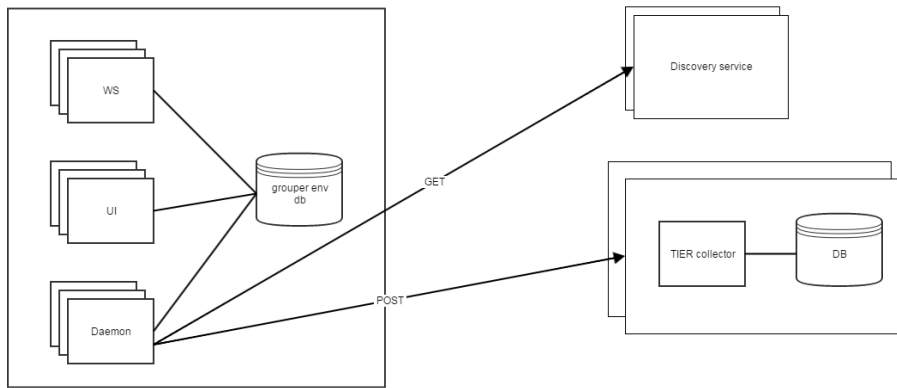 WS
Discovery service
GET
grouper env
db
UI
TIER collector
DB
POST
Daemon